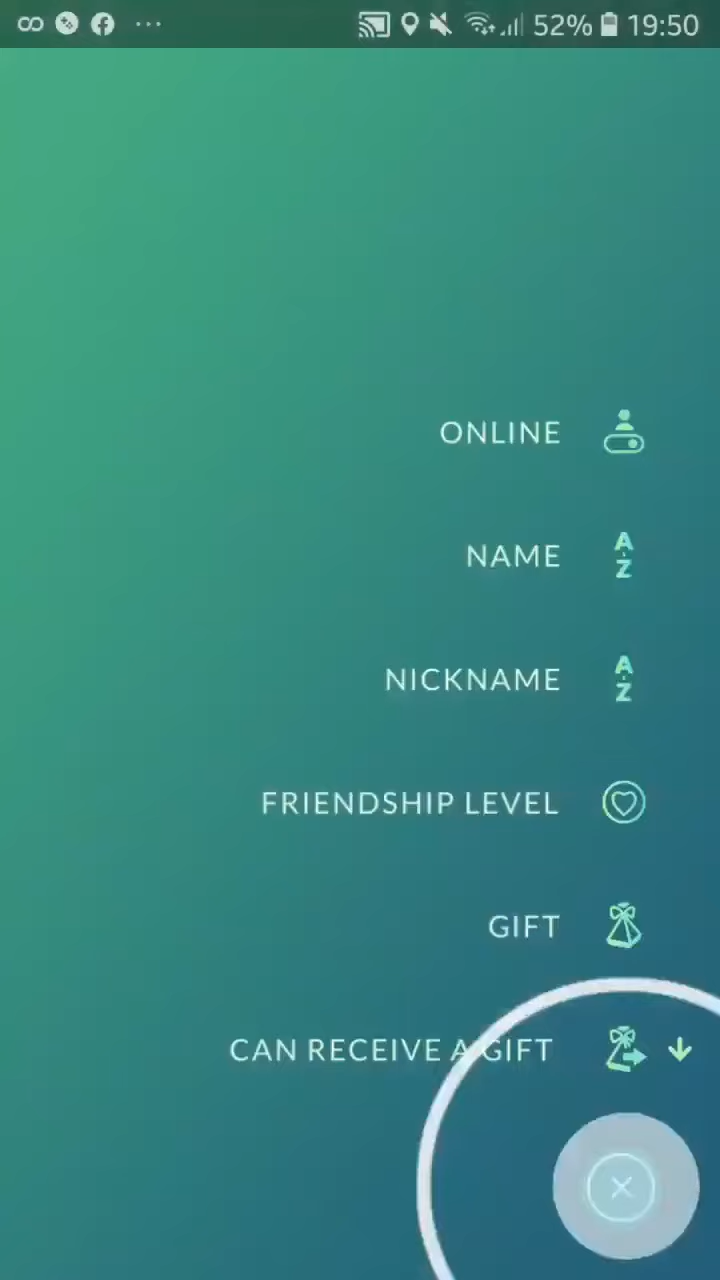 52% 19:50
ONLINE
NAME
A
Z
NICKNAME
A
Z
FRIENDSHIP LEVEL
GIFT
CAN RECEIVE A GIFT